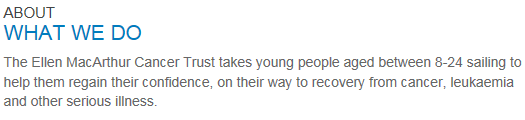 ABOUT
WHAT WE DO
The Ellen MacArthur Cancer Trust takes young people aged between 8-24 sailing to
help them regain their confidence, on their way to recovery from cancer, leukaemia
and other serious illness.